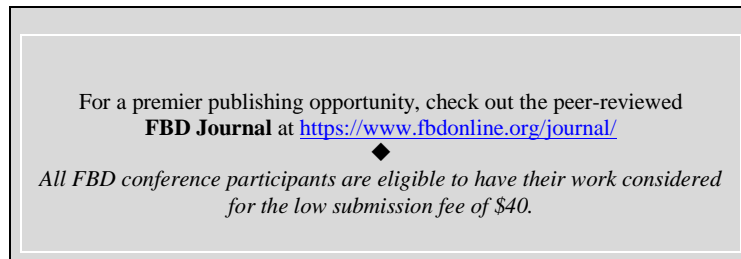 For a premier publishing opportunity, check out the peer-reviewed
FBD Journal at https://www.fbdonline.org/journal/
◆
All FBD conference participants are eligible to have their work considered
for the low submission fee of $40.